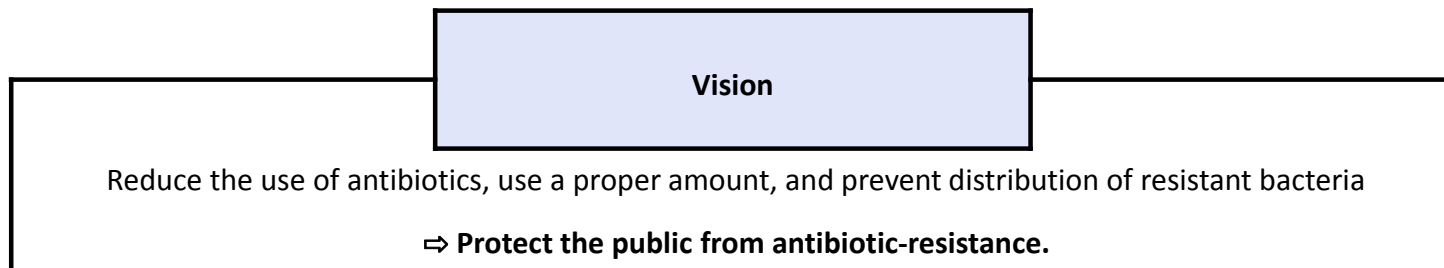 Vision
Reduce the use of antibiotics, use a proper amount, and prevent distribution of resistant bacteria
⇨ Protect the public from antibiotic-resistance.